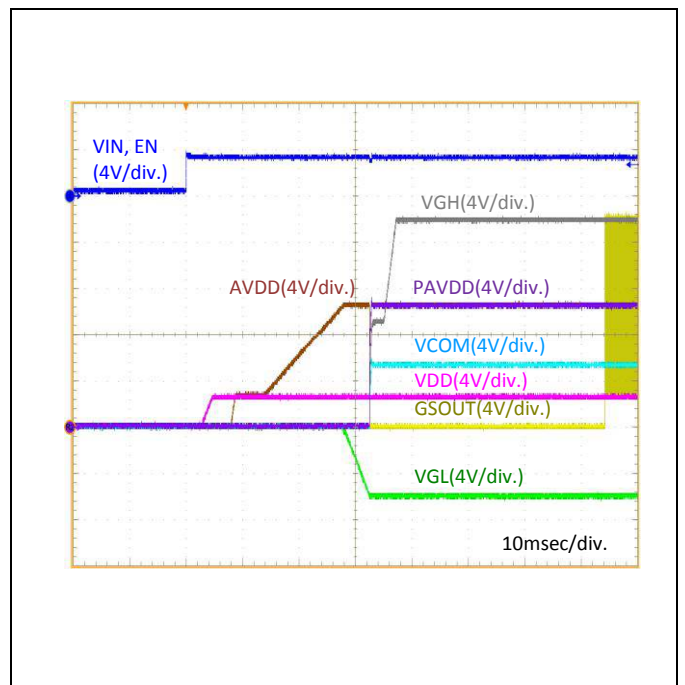 VIN, EN
(4V/div.)
VGH(4V/div.)
AVDD(4V/div.)
PAVDD(4V/div.)
VCOM(4V/div.)
VDD(4V/div.)
GSOUT(4V/div.)
VGL(4V/div.)
10msec/div.